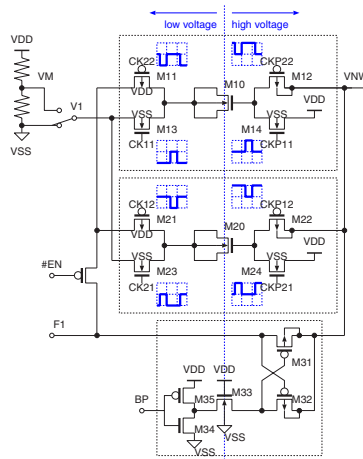 low voltage high voltage
VDD
VM
V1
VSS
CK22
M11
VDD
VSS
M13
CK11
M10
CKP22
M12
VDD
VSS
M14
CKP11
VNW
CK12
M21
VDD
VSS
M23
CK21
M20
CKP12
M22
VDD
VSS
M24
CKP21
#EN
F1
M31
M32
VDD
VDD
M35
M33
BP
M34
VSS
VSS